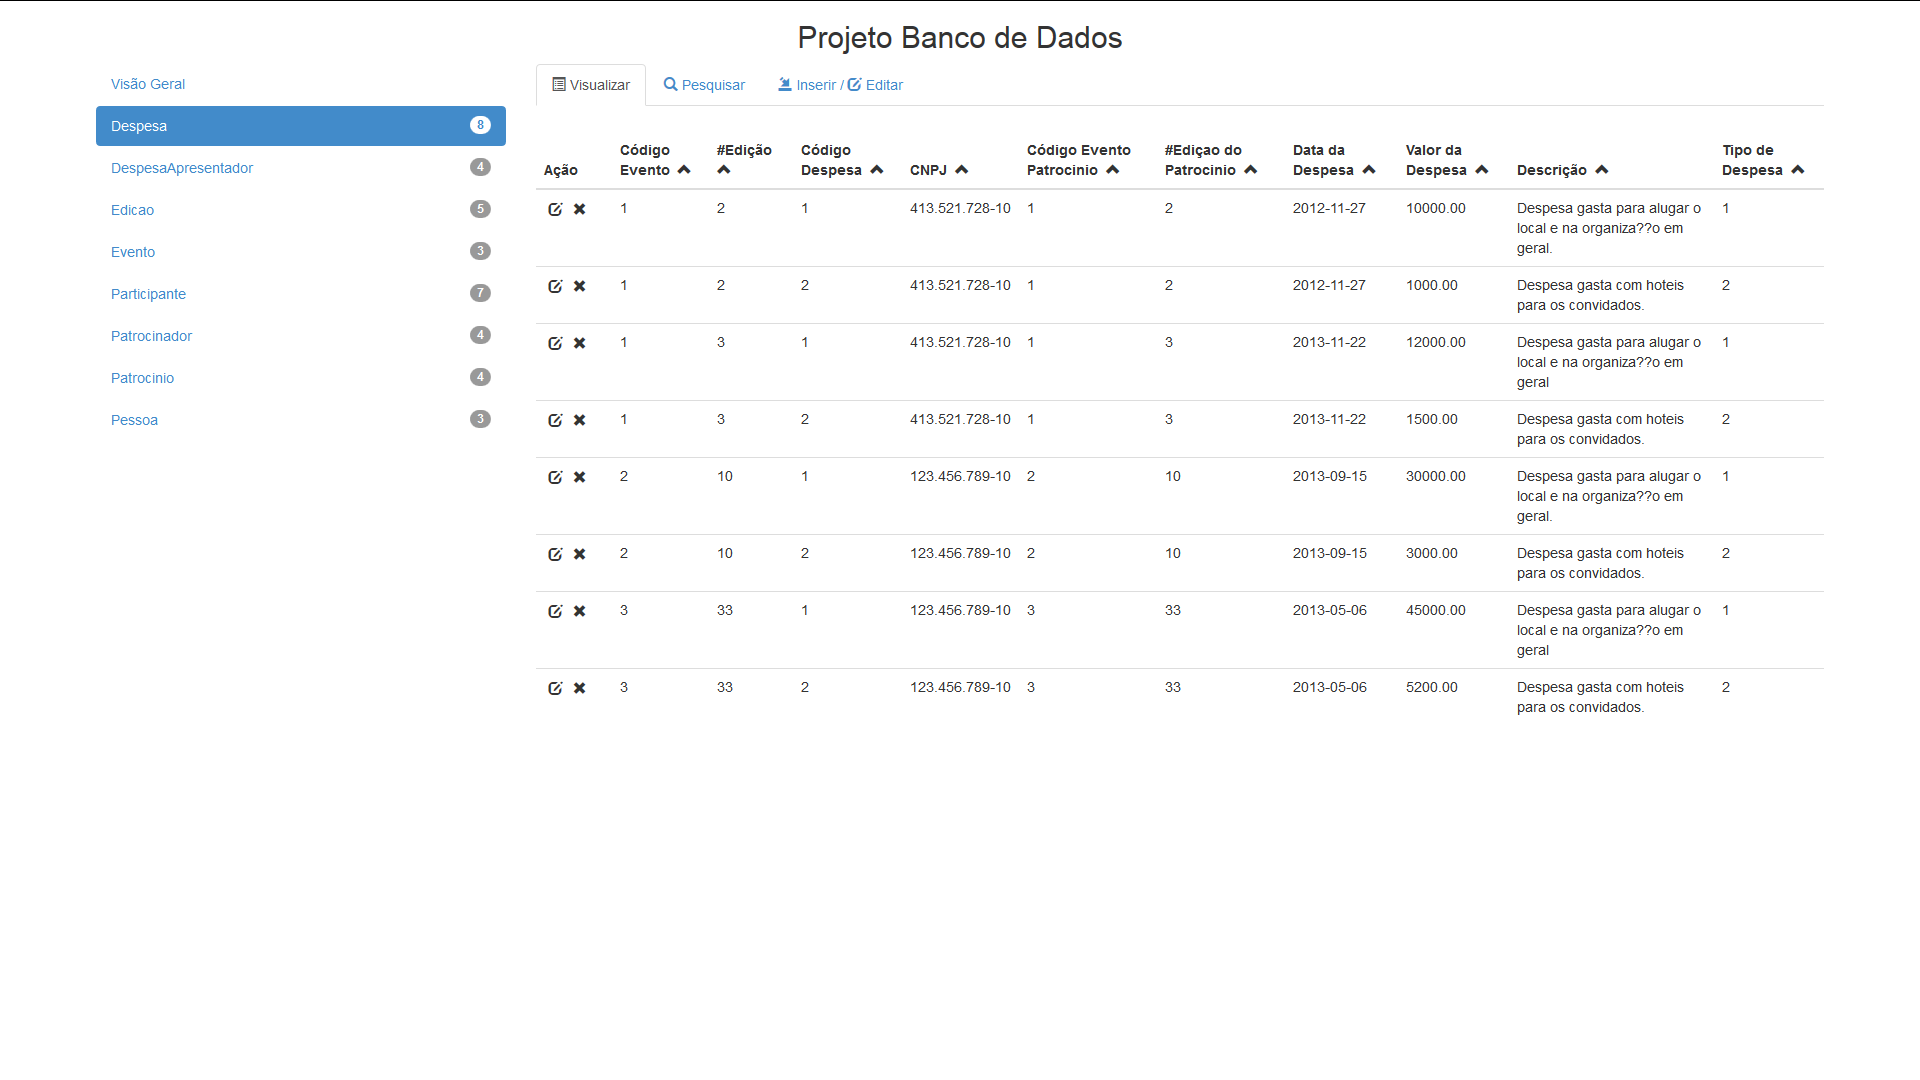 Projeto Banco de Dados
Visão Geral
Despesa 8
DespesaApresentador 4
Edicao 5
Evento 3
Participante 7
Patrocinador 4
Patrocinio 4
Pessoa 3
Visualizar Pesquisar Inserir / Editar
Ação Código Evento #Edição Código Despesa CNPJ Código Evento Patrocinio #Ediçao do Patrocinio Data da Despesa Valor da Despesa Descrição Tipo de Despesa
1 2 1 413.521.728-10 1 2 2012-11-27 10000.00 Despesa gasta para alugar o 1
local e na organiza??o em
geral.
1 2 2 413.521.728-10 1 2 2012-11-27 1000.00 Despesa gasta com hoteis 2
para os convidados.
1 3 1 413.521.728-10 1 3 2013-11-22 12000.00 Despesa gasta para alugar o 1
local e na organiza??o em
geral
1 3 2 413.521.728-10 1 3 2013-11-22 1500.00 Despesa gasta com hoteis 2
para os convidados.
2 10 1 123.456.789-10 2 10 2013-09-15 30000.00 Despesa gasta para alugar o 1
local e na organiza??o em
geral.
2 10 2 123.456.789-10 2 10 2013-09-15 3000.00 Despesa gasta com hoteis 2
para os convidados.
3 33 1 123.456.789-10 3 33 2013-05-06 45000.00 Despesa gasta para alugar o 1
local e na organiza??o em
geral
3 33 2 123.456.789-10 3 33 2013-05-06 5200.00 Despesa gasta com hoteis 2
para os convidados.